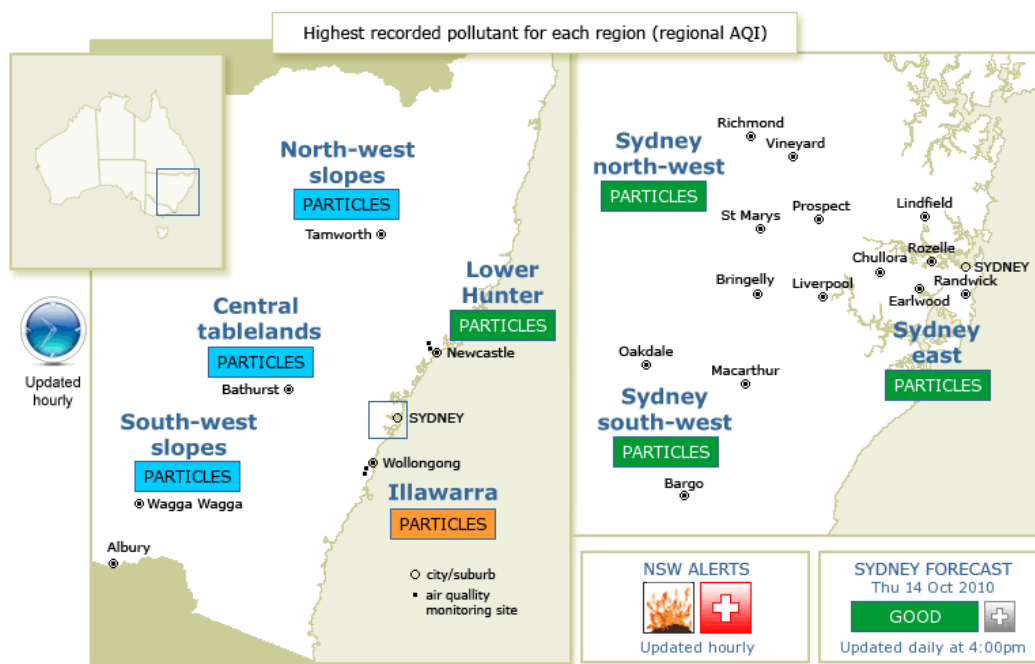 Highest recorded pollutant for each region (regional AQI)
Updated
hourly
North-west
slopes
PARTICLES
Tamworth
Lower
Hunter
PARTICLES
Newcastle
Central
tablelands
PARTICLES
Bathurst
SYDNEY
South-west
slopes
PARTICLES
Wagga Wagga
Wollongong
Illawarra
PARTICLES
Albury
city/suburb
air quallity
monitoring site
Richmond
Vineyard
Sydney
north-west
PARTICLES
St Marys
Prospect
Lindfield
Rozelle
Chullora
SYDNEY
Bringelly
Liverpool
Randwick
Earlwood
Sydney
east
PARTICLES
Oakdale
Macarthur
Sydney
south-west
PARTICLES
Bargo
NSW ALERTS
Updated hourly
SYDNEY FORECAST
Thu 14 Oct 2010
GOOD
Updated daily at 4:00pm